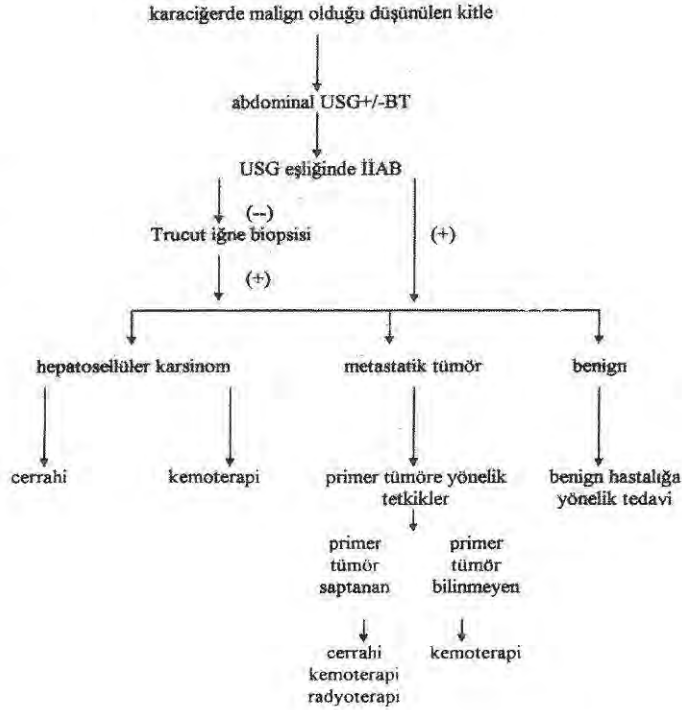 karaciğerde malign olduğu düşünülen kitle
abdominal USG+/-BT
USG eşliğinde İİAB
(--)
Trucut iğne biopsisi
(+)
(+)
hepatosellüler karsinom
metastatik tümör
benign
cerrahi
kemoterapi
primer tümöre yönelik
tetkikler
benign hastalığa
yönelik tedavi
primer
tümör
saptanan
primer
tümör
bilinmeyen
cerrahi
kemoterapi
radyoterapi
kemoterapi